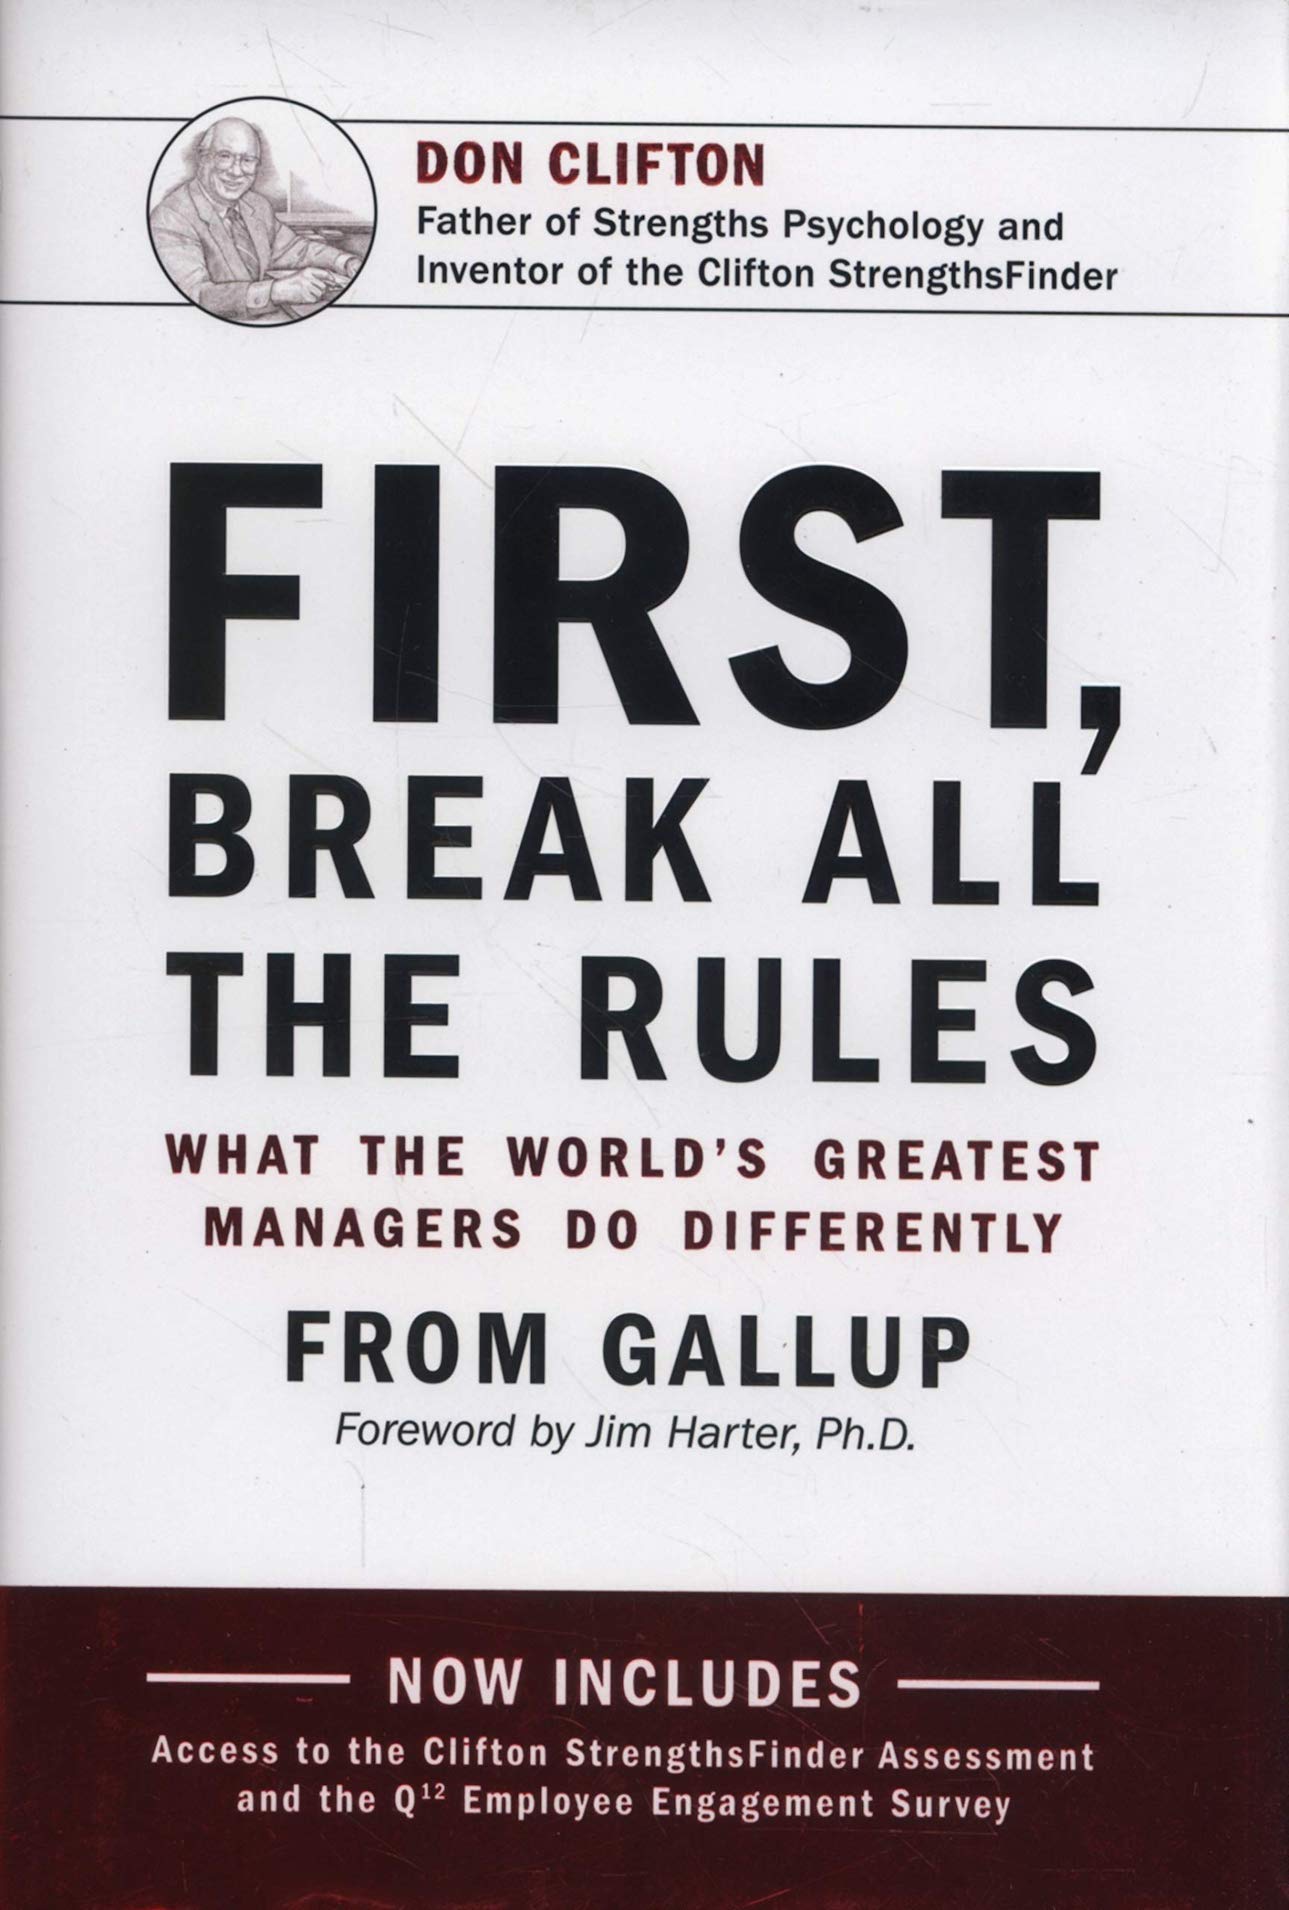 DON CLIFTON
Father of Strengths Psychology and
Inventor of the Clifton StrengthsFinder
FIRST,
BREAK ALL
THE RULES
WHAT THE WORLD'S GREATEST
MANAGERS DO DIFFERENTLY
FROM GALLUP
Foreword by Jim Harter, Ph.D.
NOW INCLUDES
Access to the Clifton StrengthsFinder Assessment
and the Q¹² Employee Engagement Survey